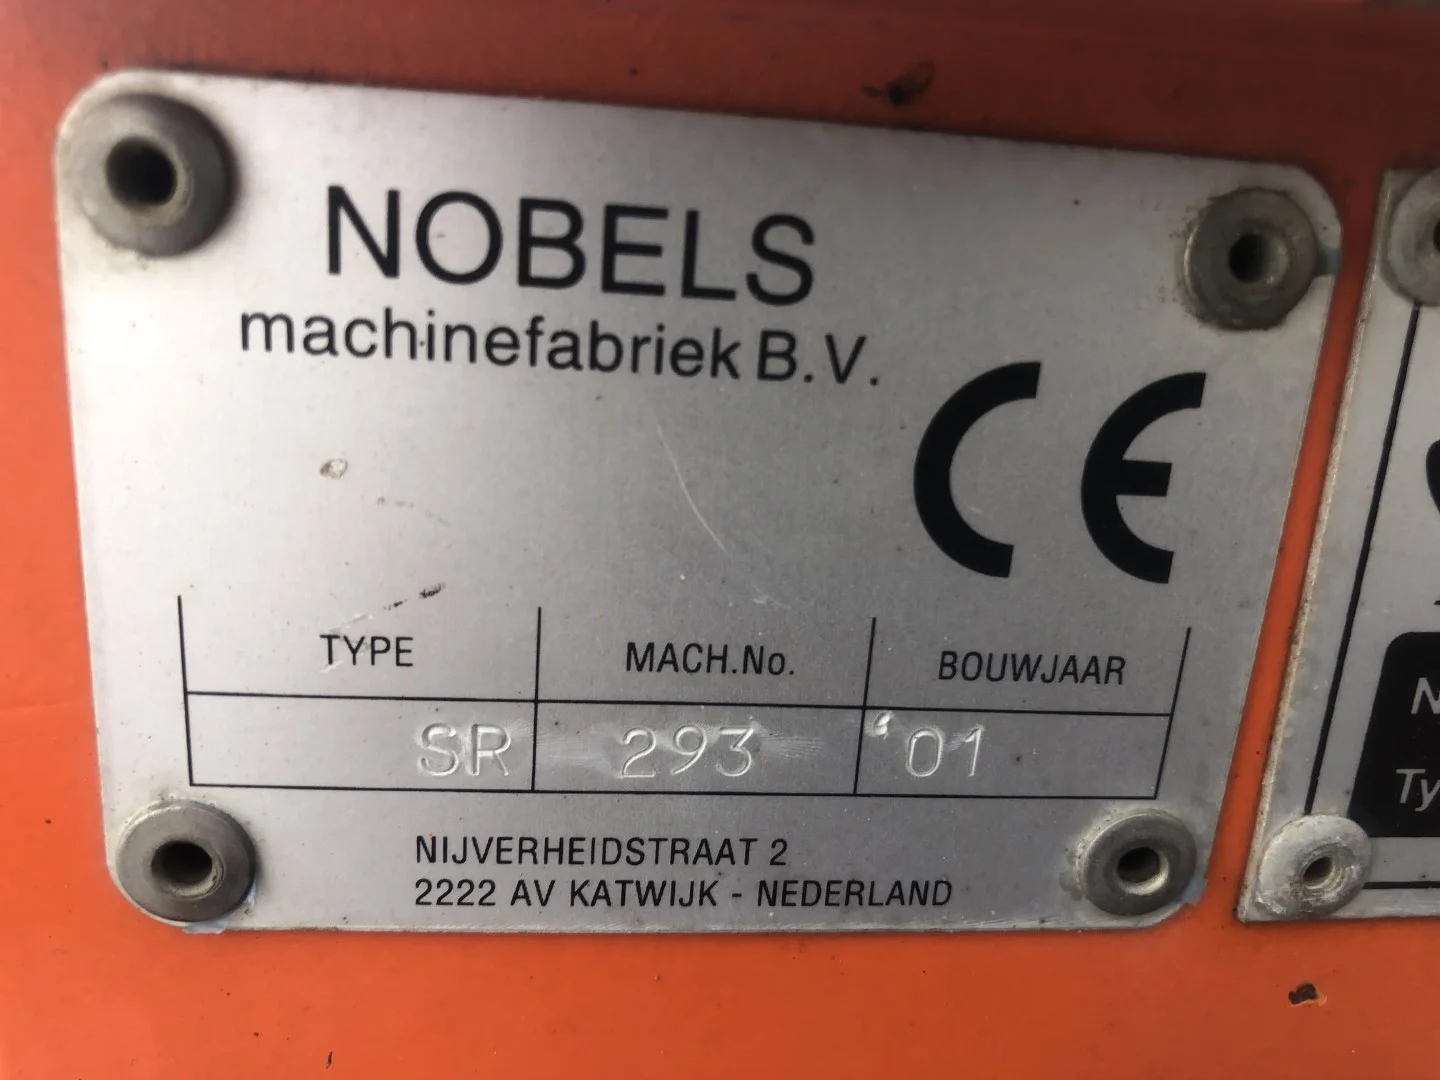 NOBELS
machinefabriek B.V.
CE
TYPE MACH.No. BOUWJAAR
SR 293 '01
NIJVERHEIDSTRAAT 2
2222 AV KATWIJK - NEDERLAND